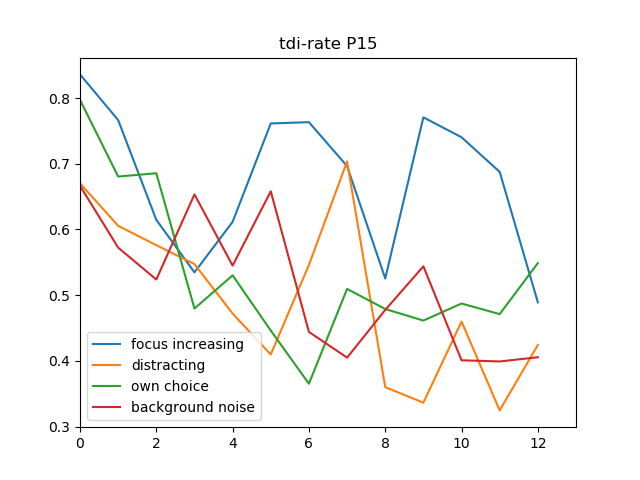 tdi-rate P15
0.8
0.7
0.6
0.5
0.4
0.3
focus increasing
distracting
own choice
background noise
0 2 4 6 8 10 12